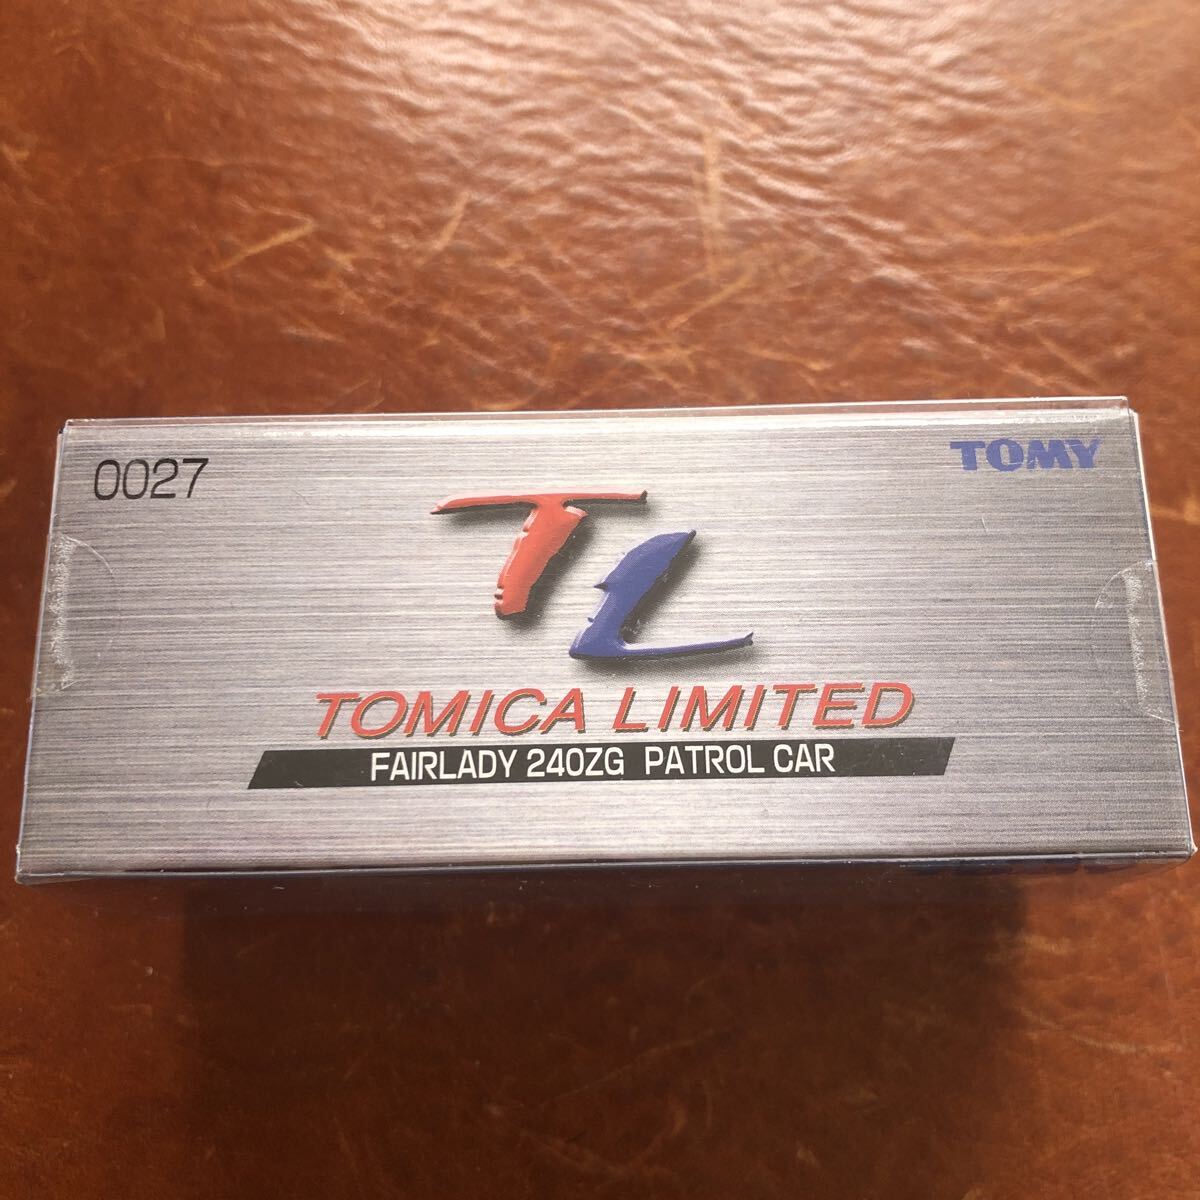 0027
TOMY
TL
TOMICA LIMITED
FAIRLADY 240ZG PATROL CAR